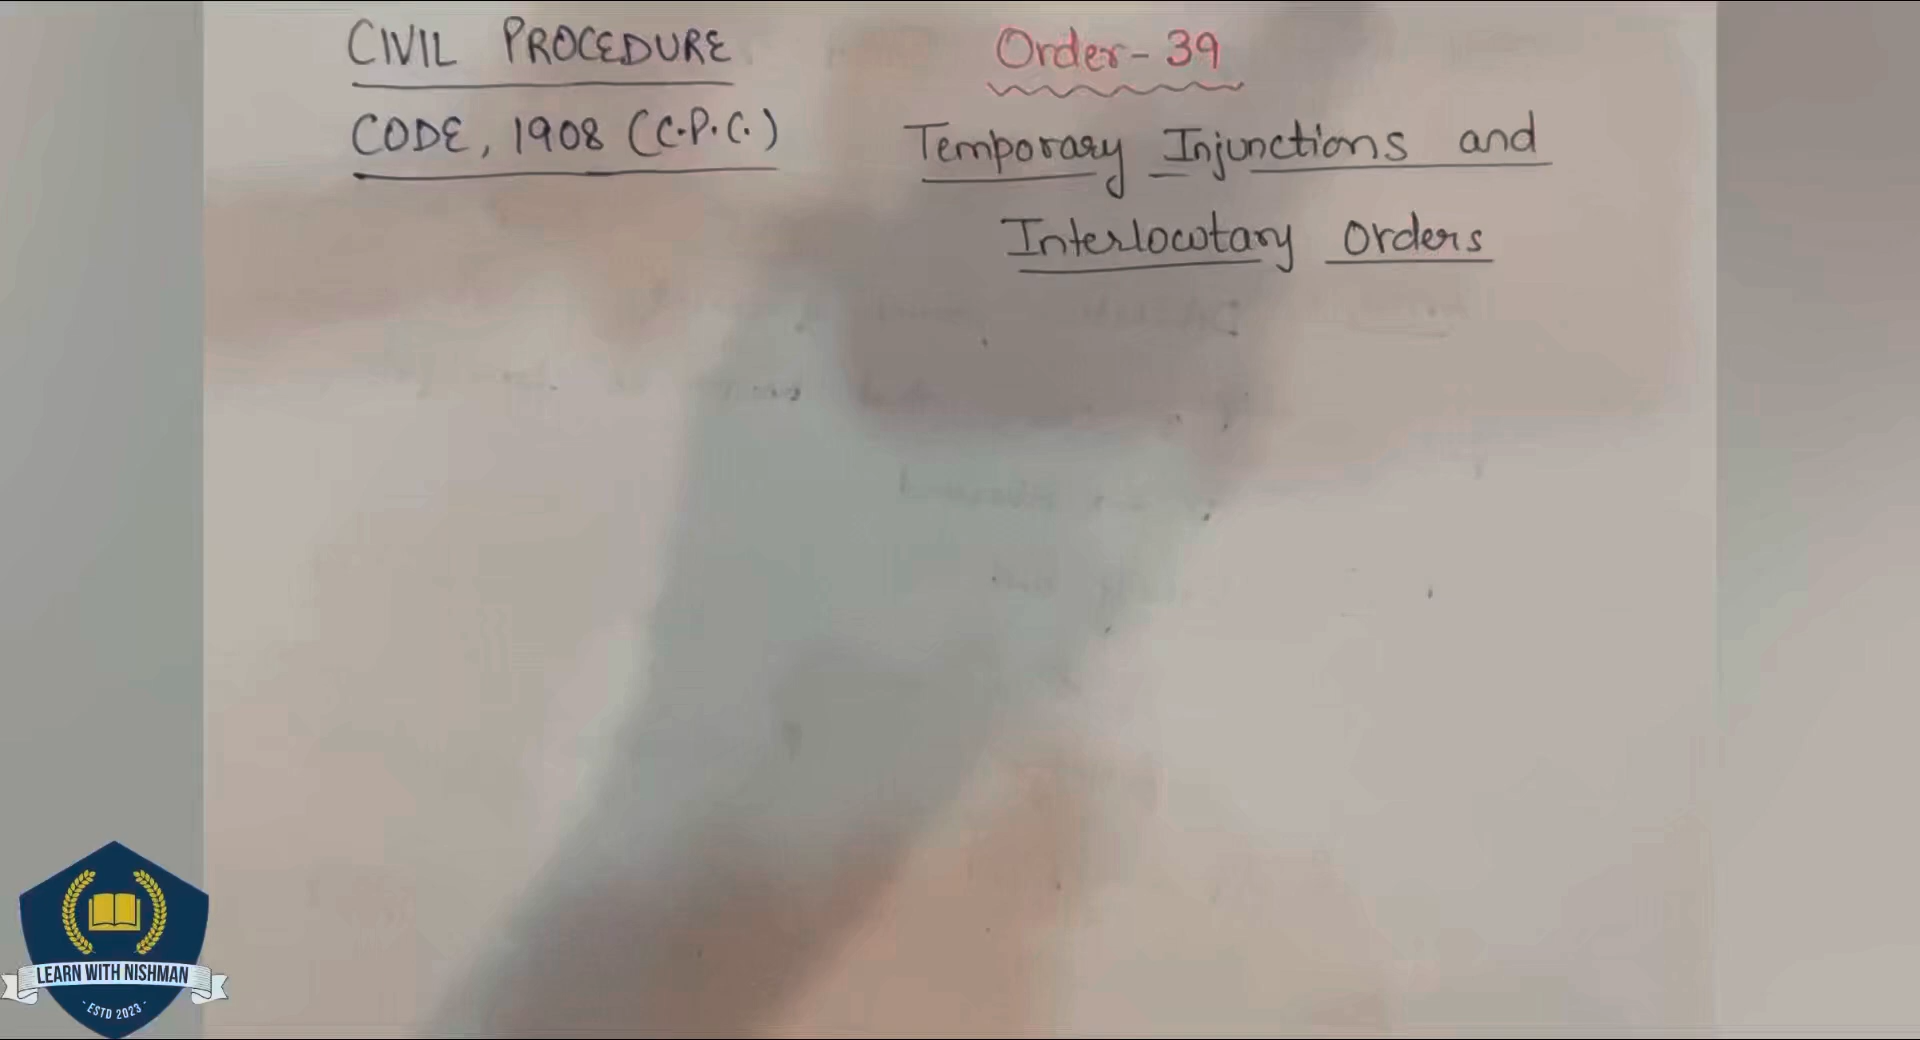 CIVIL PROCEDURE
CODE, 1908 (C.P.C.)
Order - 39
Temporary Injunctions and
Interlocutary Orders
LEARN WITH NISHMAN
ESTD 2023